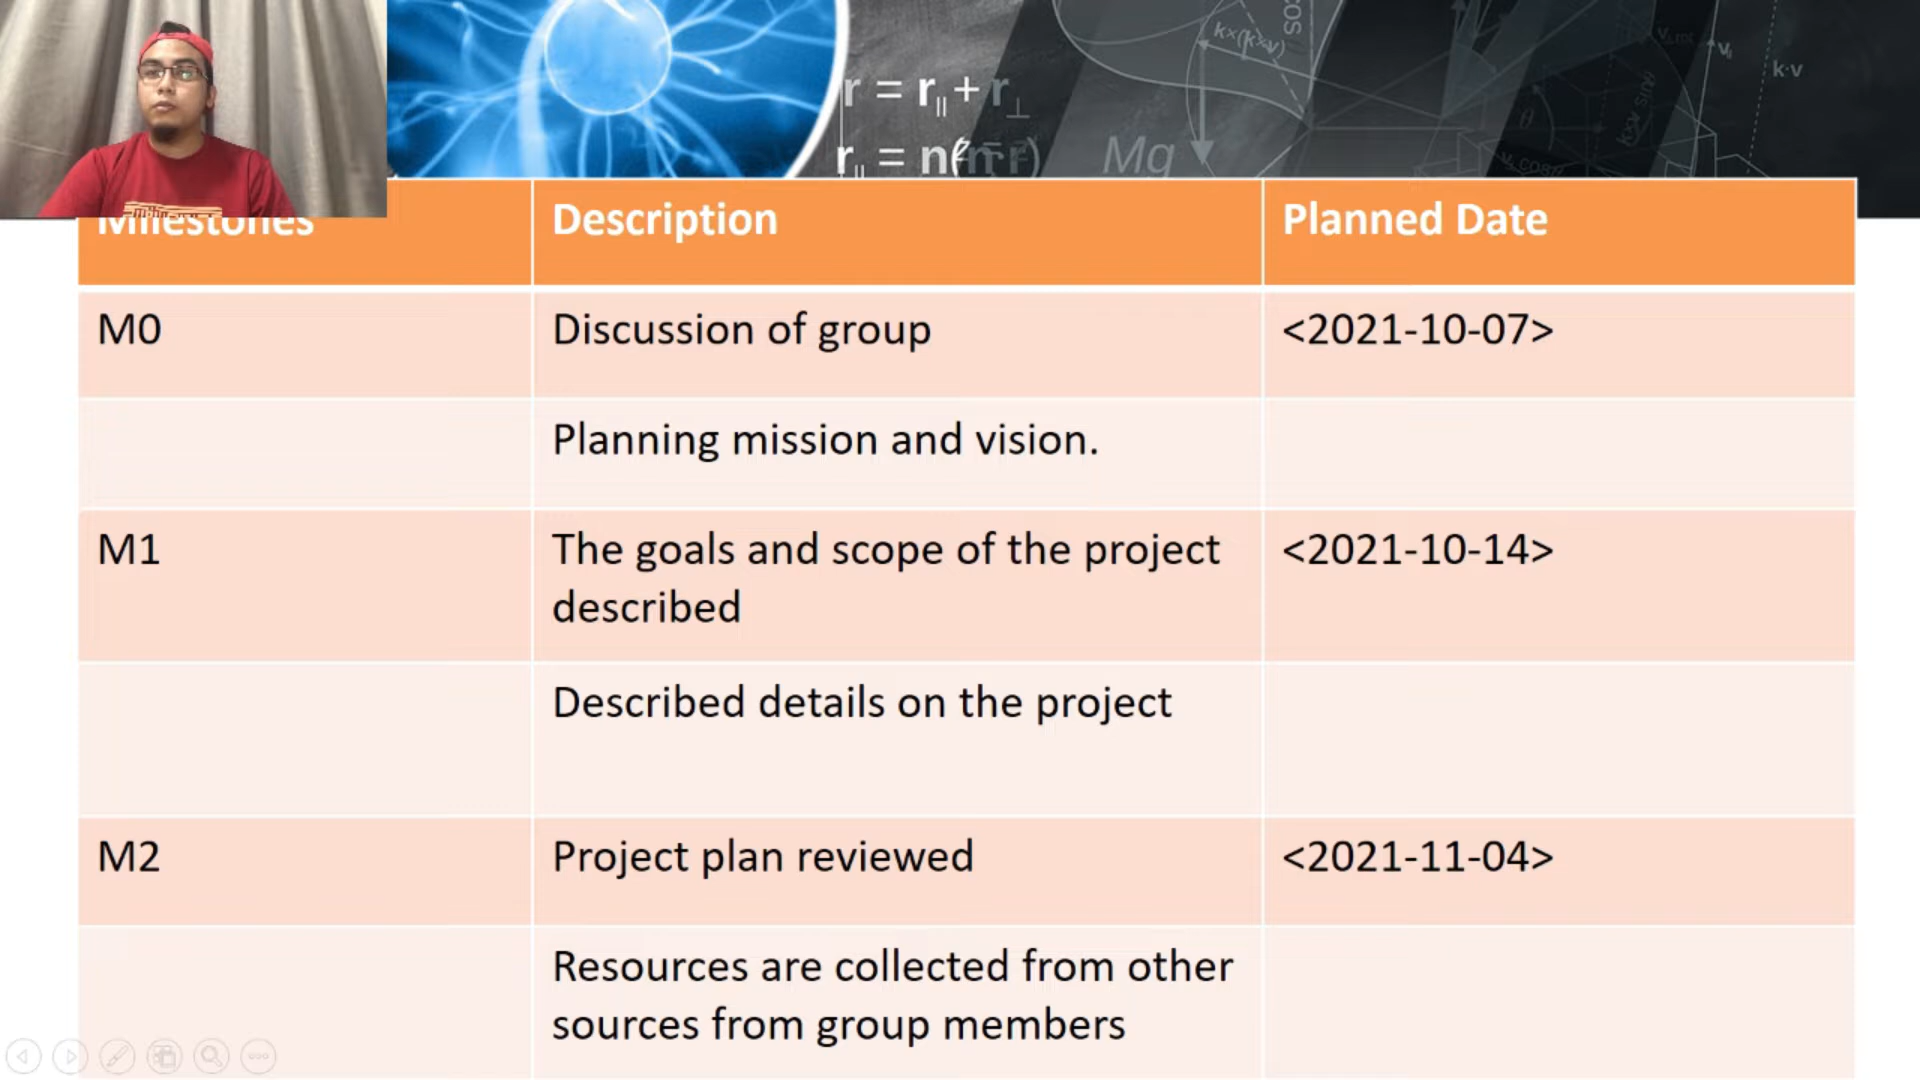 r = r|| + r⊥
r|| = n(
Mg
k×(k×v)
cos
k·v
Milestones Description Planned Date
M0 Discussion of group <2021-10-07>
Planning mission and vision.
M1 The goals and scope of the project <2021-10-14>
described
Described details on the project
M2 Project plan reviewed <2021-11-04>
Resources are collected from other
sources from group members